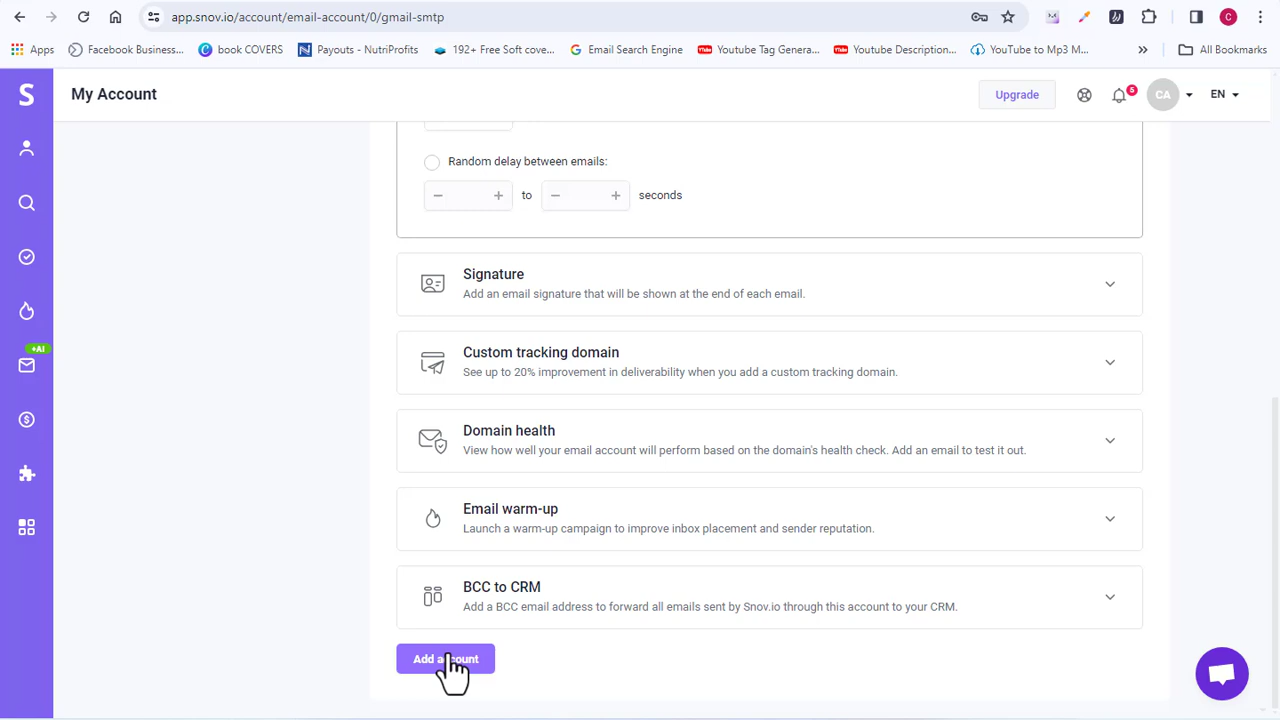 app.snov.io/account/email-account/0/gmail-smtp
Apps
Facebook Business...
book COVERS
Payouts - NutriProfits
192+ Free Soft cove...
Email Search Engine
Youtube Tag Genera...
Youtube Description...
YouTube to Mp3 M...
All Bookmarks
S
My Account
Upgrade
5
CA
EN
Random delay between emails:
to
seconds
Signature
Add an email signature that will be shown at the end of each email.
Custom tracking domain
See up to 20% improvement in deliverability when you add a custom tracking domain.
+AI
Domain health
View how well your email account will perform based on the domain's health check. Add an email to test it out.
Email warm-up
Launch a warm-up campaign to improve inbox placement and sender reputation.
BCC to CRM
Add a BCC email address to forward all emails sent by Snov.io through this account to your CRM.
Add account